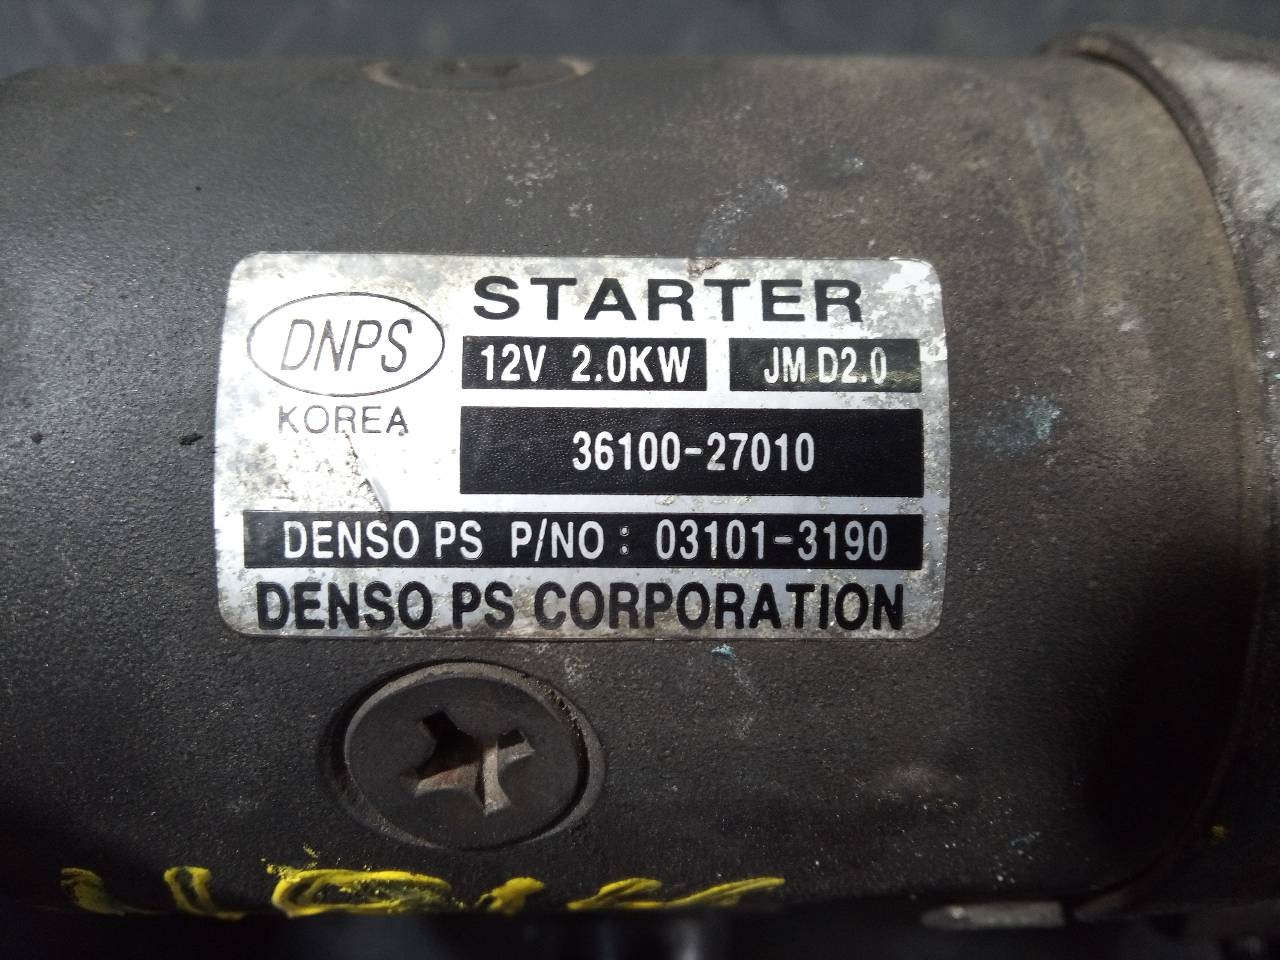 STARTER
DNPS
KOREA
12V 2.0KW
JM D2.0
36100-27010
DENSO PS P/NO : 03101-3190
DENSO PS CORPORATION